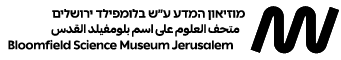 מוזיאון המדע ע״ש בלומפילד ירושלים
متحف العلوم على اسم بلومفيلد القدس
Bloomfield Science Museum Jerusalem